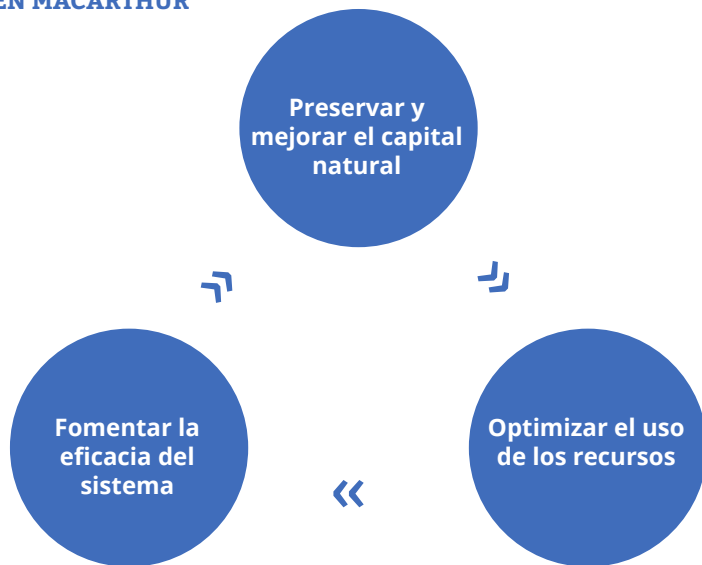 EN MACARTHUR
Preservar y
mejorar el capital
natural
Fomentar la
eficacia del
sistema
Optimizar el uso
de los recursos